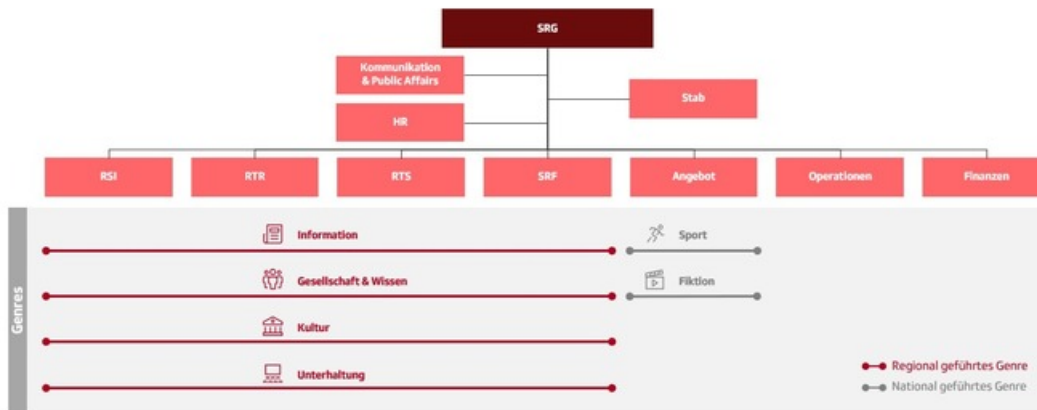 SRG
Kommunikation
& Public Affairs
Stab
HR
RSI
RTR
RTS
SRF
Angebot
Operationen
Finanzen
Genres
Information
Sport
Gesellschaft & Wissen
Fiktion
Kultur
Unterhaltung
Regional geführtes Genre
National geführtes Genre